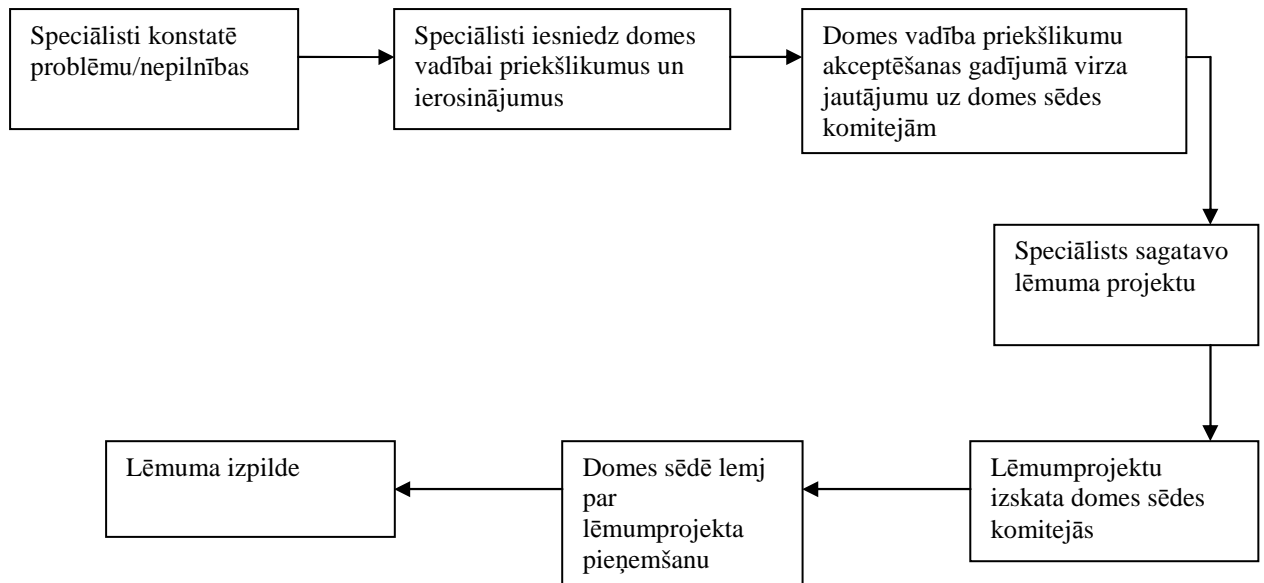 Speciālisti konstatē
problēmu/nepilnības
Speciālisti iesniedz domes
vadībai priekšlikumus un
ierosinājumus
Domes vadība priekšlikumu
akceptēšanas gadījumā virza
jautājumu uz domes sēdes
komitejām
Speciālists sagatavo
lēmuma projektu
Lēmumprojektu
izskata domes sēdes
komitejās
Domes sēdē lemj
par
lēmumprojekta
pieņemšanu
Lēmuma izpilde